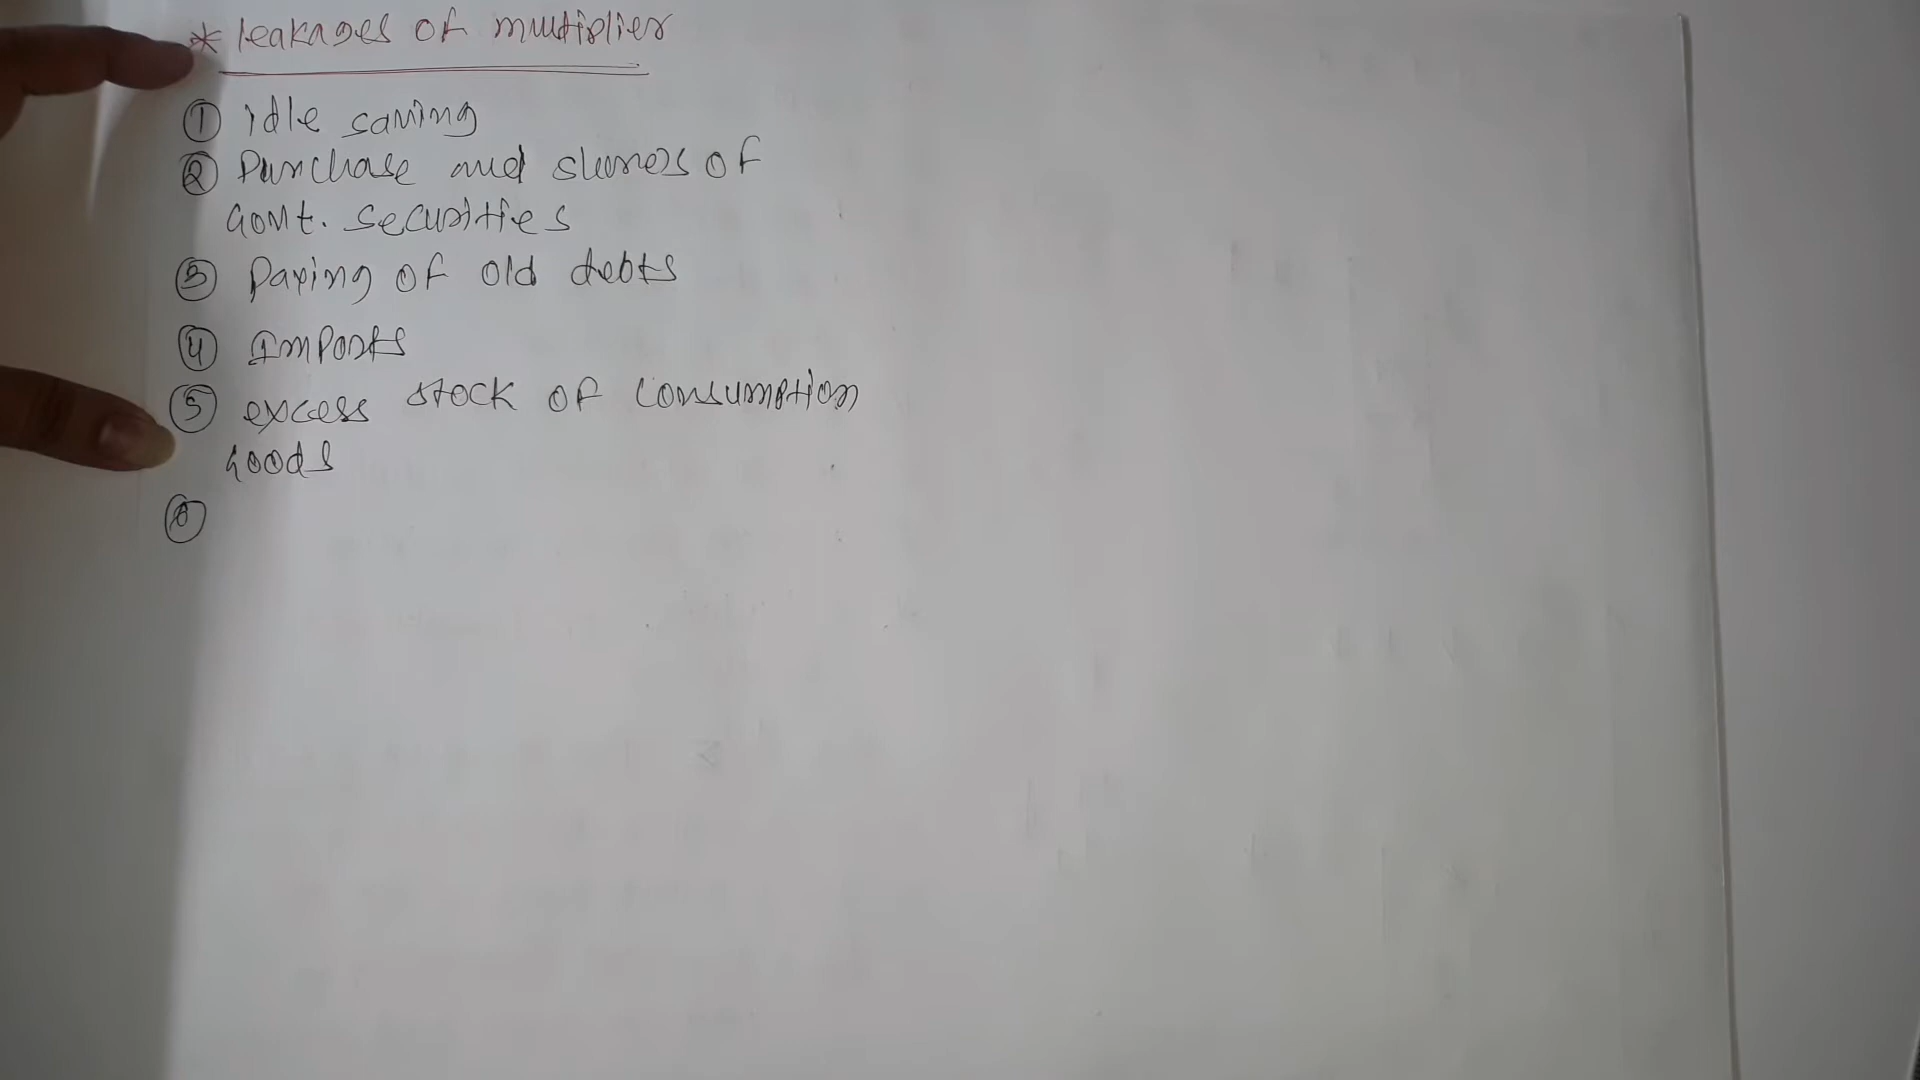 * leakages of multiplier
① idle saving
② Purchase and shares of
Govt. securities
③ Paying of old debts
④ Imports
⑤ excess stock of consumption
Goods
⑥